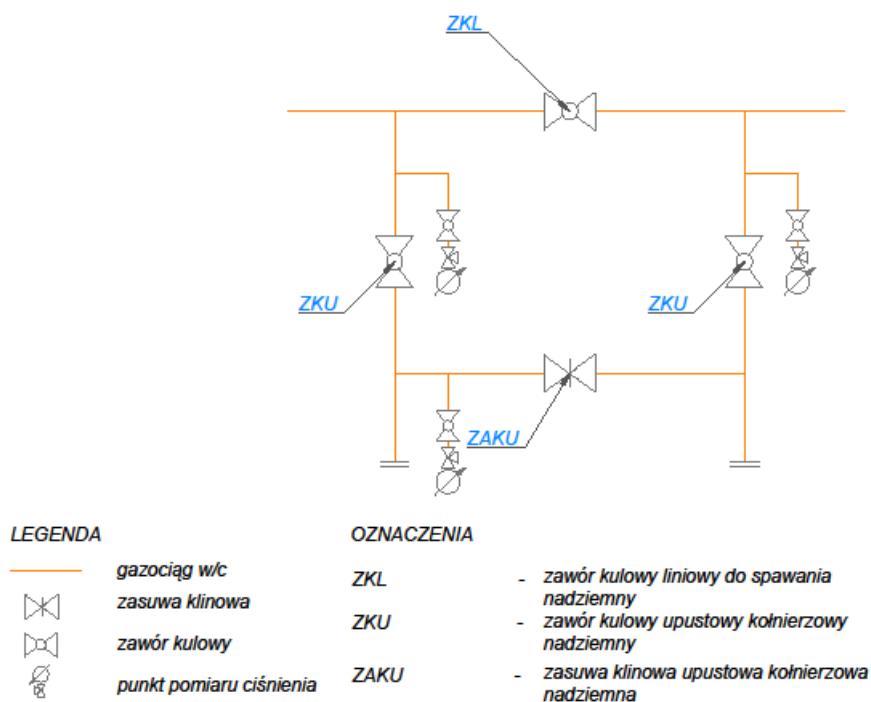 ZKL
ZKU
ZKU
ZAKU
LEGENDA
gazociąg w/c
zasuwa klinowa
zawór kulowy
punkt pomiaru ciśnienia
OZNACZENIA
ZKL - zawór kulowy liniowy do spawania
nadziemny
ZKU - zawór kulowy upustowy kołnierzowy
nadziemny
ZAKU - zasuwa klinowa upustowa kołnierzowa
nadziemna